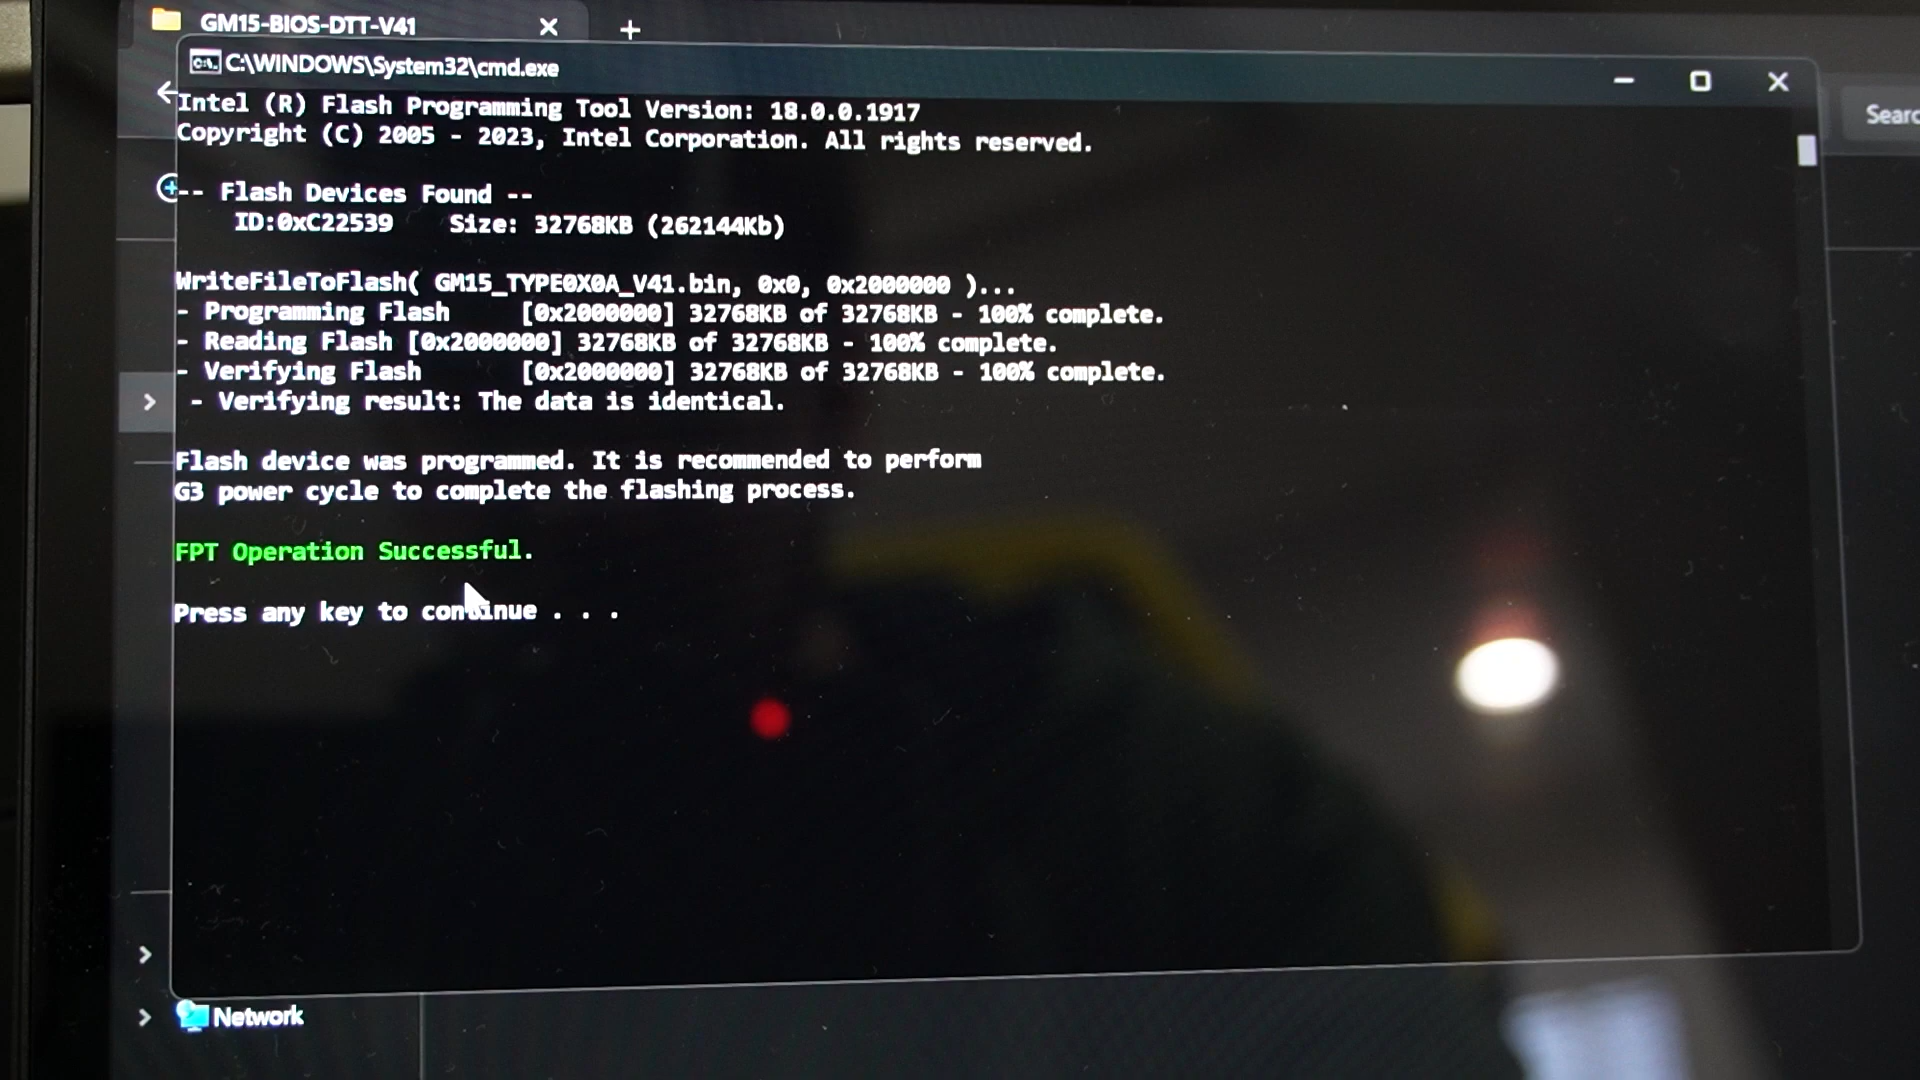 GM15-BIOS-DTT-V41
C:\WINDOWS\System32\cmd.exe
Intel (R) Flash Programming Tool Version: 18.0.0.1917
Copyright (C) 2005 - 2023, Intel Corporation. All rights reserved.
-- Flash Devices Found --
ID:0xC22539    Size: 32768KB (262144Kb)
WriteFileToFlash( GM15_TYPE0X0A_V41.bin, 0x0, 0x2000000 )...
- Programming Flash     [0x2000000] 32768KB of 32768KB - 100% complete.
- Reading Flash [0x2000000] 32768KB of 32768KB - 100% complete.
- Verifying Flash       [0x2000000] 32768KB of 32768KB - 100% complete.
- Verifying result: The data is identical.
Flash device was programmed. It is recommended to perform
G3 power cycle to complete the flashing process.
FPT Operation Successful.
Press any key to continue . . .
Network